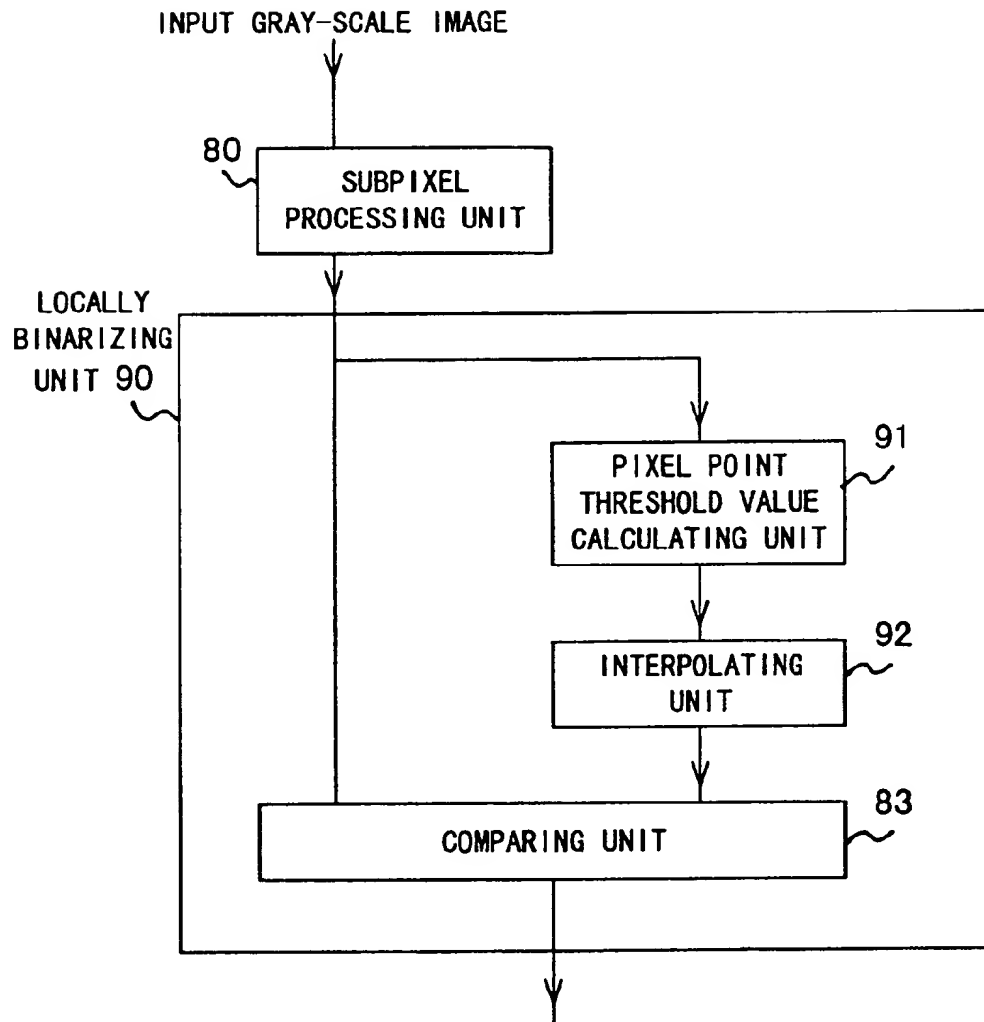 INPUT GRAY-SCALE IMAGE
80
SUBPIXEL
PROCESSING UNIT
LOCALLY
BINARIZING
UNIT 90
91
PIXEL POINT
THRESHOLD VALUE
CALCULATING UNIT
92
INTERPOLATING
UNIT
83
COMPARING UNIT